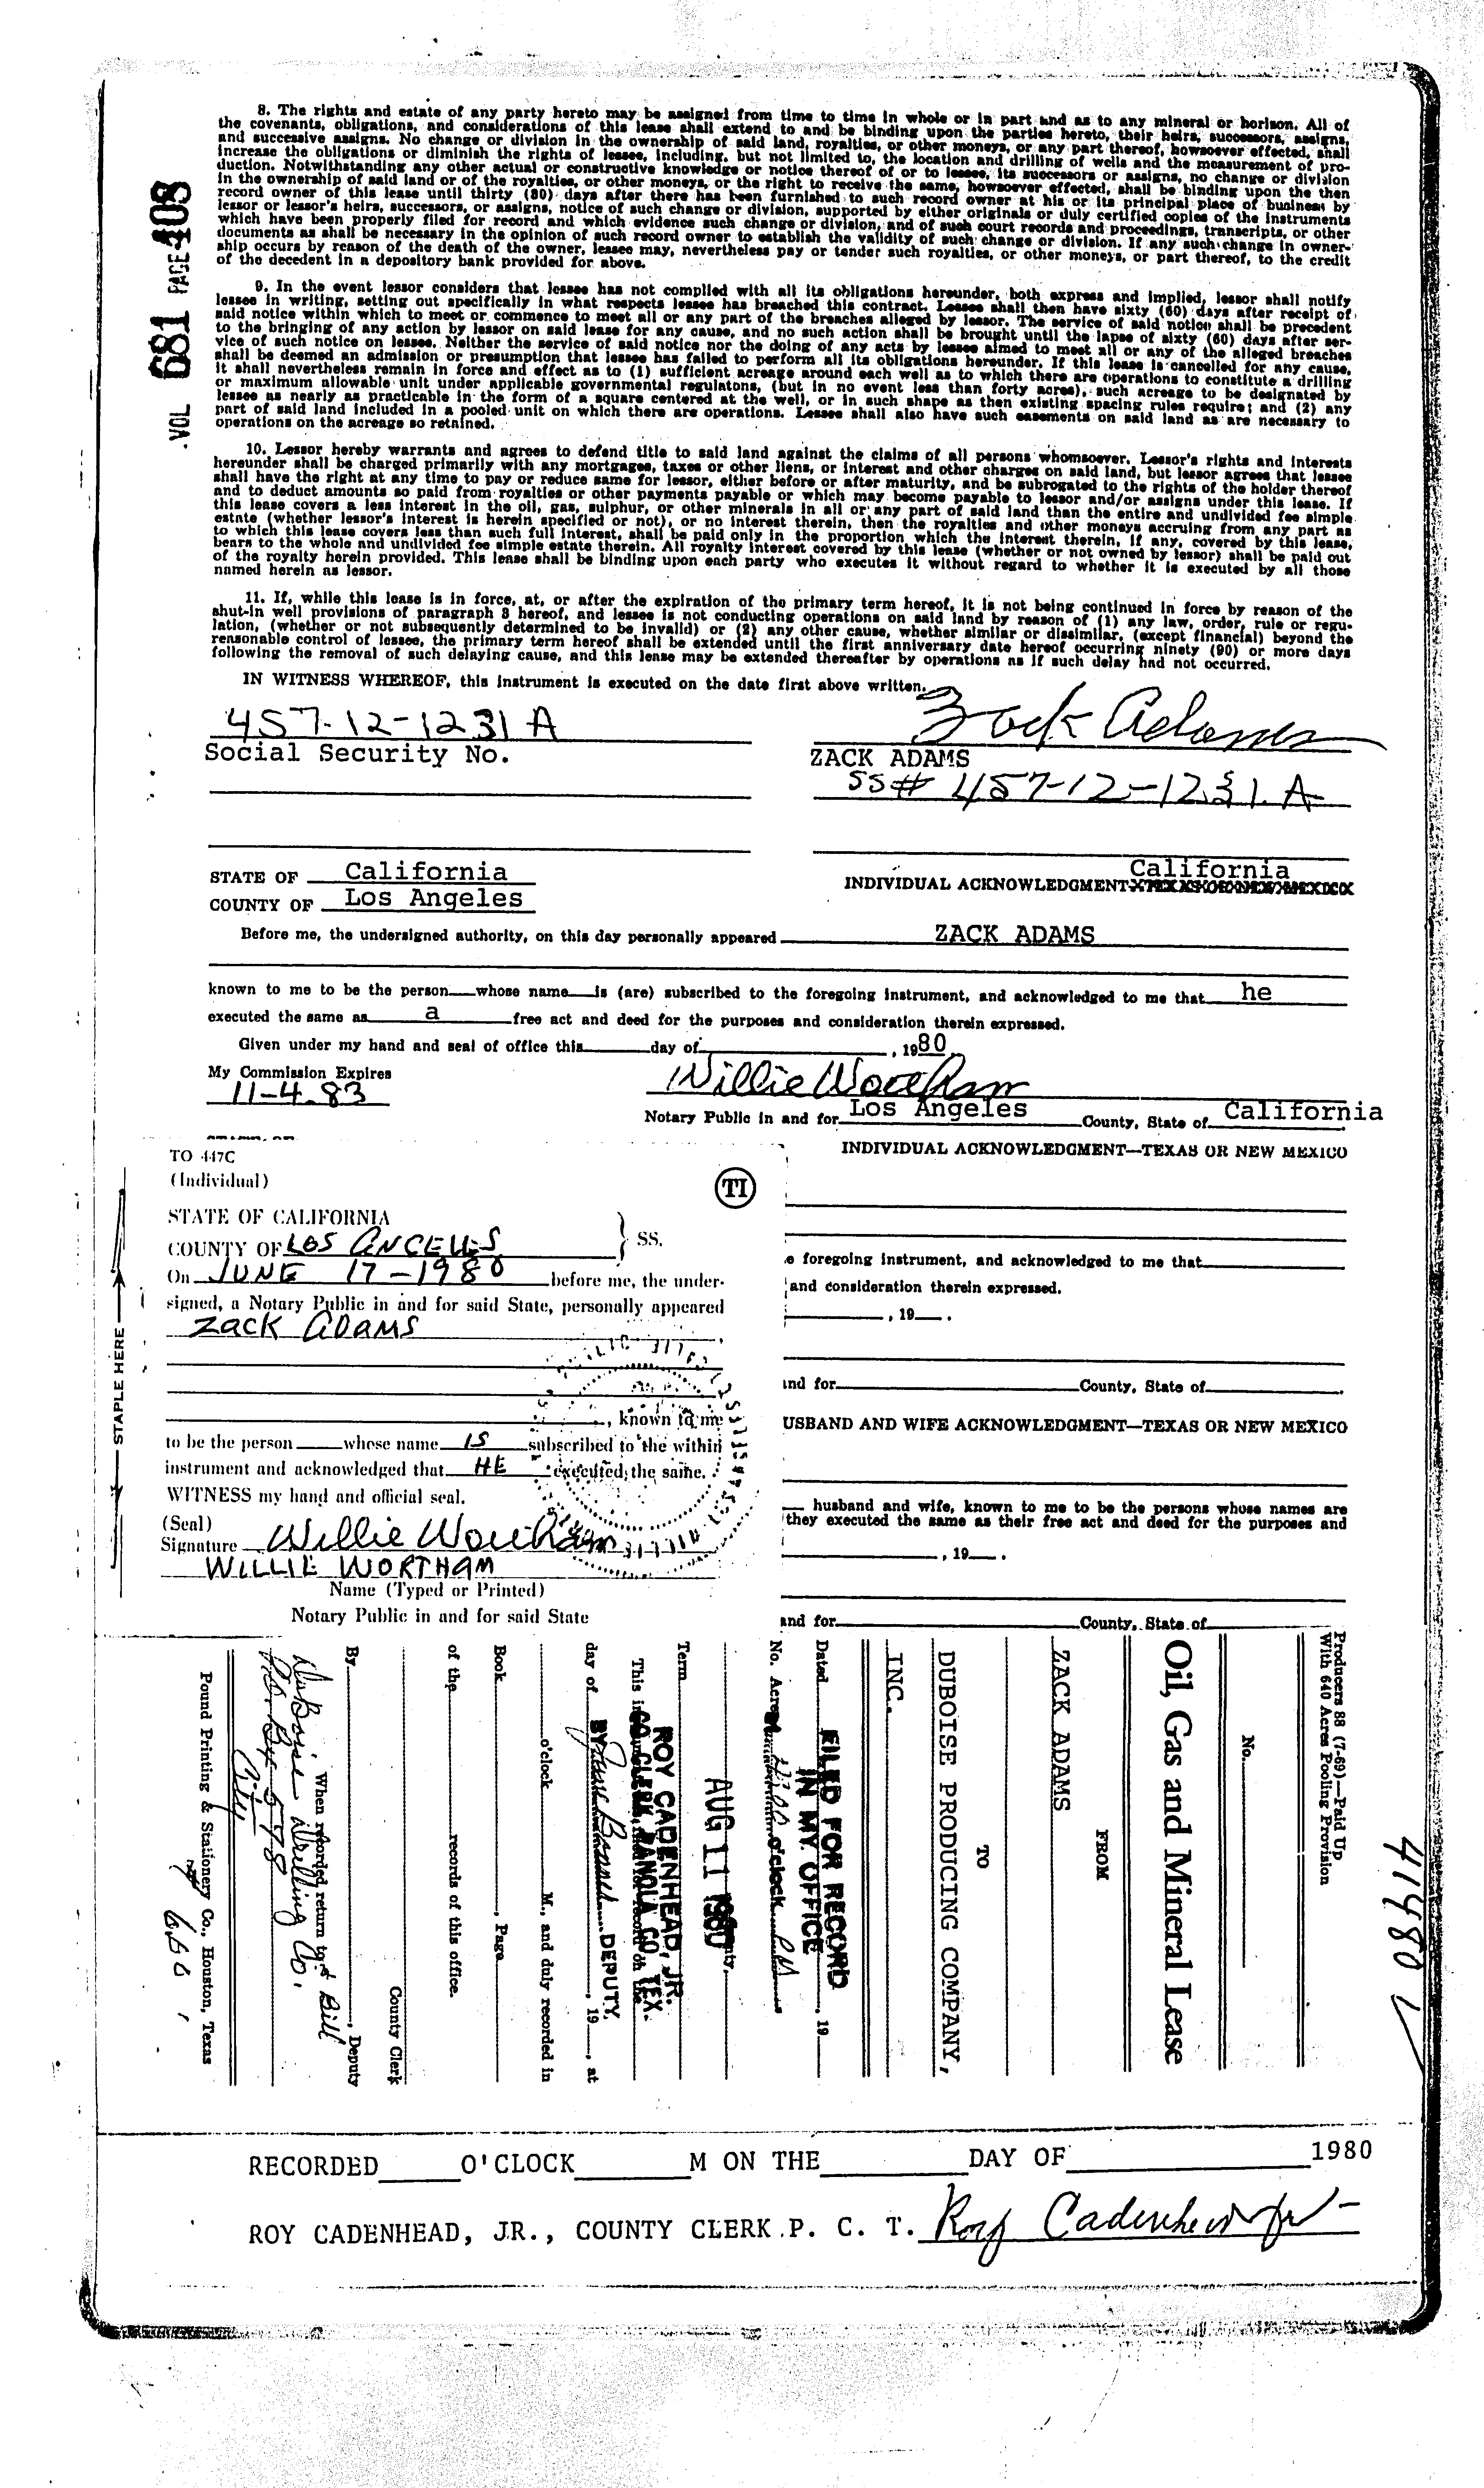 VOL 681 PAGE 408
8. The rights and estate of any party hereto may be assigned from time to time in whole or in part and as to any mineral or horizon. All of
the covenants, obligations, and considerations of this lease shall extend to and be binding upon the parties hereto, their heirs, successors, assigns,
and successive assigns. No change or division in the ownership of said land, royalties, or other moneys, or any part thereof, howsoever effected, shall
increase the obligations or diminish the rights of lessee, including, but not limited to, the location and drilling of wells and the measurement of pro-
duction. Notwithstanding any other actual or constructive knowledge or notice thereof of or to lessee, its successors or assigns, no change or division
in the ownership of said land or of the royalties, or other moneys, or the right to receive the same, howsoever effected, shall be binding upon the then
record owner of this lease until thirty (30) days after there has been furnished to such record owner at his or its principal place of business by
lessor or lessor's heirs, successors, or assigns, notice of such change or division, supported by either originals or duly certified copies of the instruments
which have been properly filed for record and which evidence such change or division, and of such court records and proceedings, transcripts, or other
documents as shall be necessary in the opinion of such record owner to establish the validity of such change or division. If any such change in owner-
ship occurs by reason of the death of the owner, lessee may, nevertheless pay or tender such royalties, or other moneys, or part thereof, to the credit
of the decedent in a depository bank provided for above.
9. In the event lessor considers that lessee has not complied with all its obligations hereunder, both express and implied, lessor shall notify
lessee in writing, setting out specifically in what respects lessee has breached this contract. Lessee shall then have sixty (60) days after receipt of
said notice within which to meet or commence to meet all or any part of the breaches alleged by lessor. The service of said notice shall be precedent
to the bringing of any action by lessor on said lease for any cause, and no such action shall be brought until the lapse of sixty (60) days after ser-
vice of such notice on lessee. Neither the service of said notice nor the doing of any acts by lessee aimed to meet all or any of the alleged breaches
shall be deemed an admission or presumption that lessee has failed to perform all its obligations hereunder. If this lease is cancelled for any cause,
it shall nevertheless remain in force and effect as to (1) sufficient acreage around each well as to which there are operations to constitute a drilling
or maximum allowable unit under applicable governmental regulatons, (but in no event less than forty acres), such acreage to be designated by
lessee as nearly as practicable in the form of a square centered at the well, or in such shape as then existing spacing rules require; and (2) any
part of said land included in a pooled unit on which there are operations. Lessee shall also have such easements on said land as are necessary to
operations on the acreage so retained.
10. Lessor hereby warrants and agrees to defend title to said land against the claims of all persons whomsoever. Lessor's rights and interests
hereunder shall be charged primarily with any mortgages, taxes or other liens, or interest and other charges on said land, but lessor agrees that lessee
shall have the right at any time to pay or reduce same for lessor, either before or after maturity, and be subrogated to the rights of the holder thereof
and to deduct amounts so paid from royalties or other payments payable or which may become payable to lessor and/or assigns under this lease. If
this lease covers a less interest in the oil, gas, sulphur, or other minerals in all or any part of said land than the entire and undivided fee simple
estate (whether lessor's interest is herein specified or not), or no interest therein, then the royalties and other moneys accruing from any part as
to which this lease covers less than such full interest, shall be paid only in the proportion which the interest therein, if any, covered by this lease,
bears to the whole and undivided fee simple estate therein. All royalty interest covered by this lease (whether or not owned by lessor) shall be paid out
of the royalty herein provided. This lease shall be binding upon each party who executes it without regard to whether it is executed by all those
named herein as lessor.
11. If, while this lease is in force, at, or after the expiration of the primary term hereof, it is not being continued in force by reason of the
shut-in well provisions of paragraph 3 hereof, and lessee is not conducting operations on said land by reason of (1) any law, order, rule or regu-
lation, (whether or not subsequently determined to be invalid) or (2) any other cause, whether similar or dissimilar, (except financial) beyond the
reasonable control of lessee, the primary term hereof shall be extended until the first anniversary date hereof occurring ninety (90) or more days
following the removal of such delaying cause, and this lease may be extended thereafter by operations as if such delay had not occurred.
IN WITNESS WHEREOF, this instrument is executed on the date first above written.
457-12-1231 A Zack Adams
Social Security No. ZACK ADAMS
SS# 457-12-1231. A
STATE OF California INDIVIDUAL ACKNOWLEDGMENT California
COUNTY OF Los Angeles
Before me, the undersigned authority, on this day personally appeared ZACK ADAMS
known to me to be the person whose name is (are) subscribed to the foregoing instrument, and acknowledged to me that he
executed the same as a free act and deed for the purposes and consideration therein expressed.
Given under my hand and seal of office this day of , 1980
My Commission Expires
11-4-83 Willie Wortham
Notary Public in and for Los Angeles County, State of California
INDIVIDUAL ACKNOWLEDGMENT—TEXAS OR NEW MEXICO
TO 447C
(Individual)
TI
STATE OF CALIFORNIA
COUNTY OF LOS ANGELES } SS.
On JUNE 17-1980 before me, the under-
signed, a Notary Public in and for said State, personally appeared
Zack Adams
, known to me
to be the person whose name IS subscribed to the within
instrument and acknowledged that HE executed the same.
WITNESS my hand and official seal.
(Seal)
Signature Willie Wortham
WILLIE WORTHAM
Name (Typed or Printed)
Notary Public in and for said State
STAPLE HERE
e foregoing instrument, and acknowledged to me that
and consideration therein expressed.
, 19 .
and for County, State of
USBAND AND WIFE ACKNOWLEDGMENT—TEXAS OR NEW MEXICO
husband and wife, known to me to be the persons whose names are
they executed the same as their free act and deed for the purposes and
, 19 .
and for County, State of
411980
Producers 88 (7-69)—Paid Up
With 640 Acres Pooling Provision
No.
Oil, Gas and Mineral Lease
FROM
ZACK ADAMS
TO
DUBOISE PRODUCING COMPANY,
INC.
Dated , 19
No. Acres
FILED FOR RECORD
IN MY OFFICE
o'clock P M
AUG 11 1980
County,
Term
ROY CADENHEAD, JR.
CO. CLERK, PANOLA CO., TEX.
BY DEPUTY
day of , 19 , at
o'clock M., and duly recorded in
Book , Page
of the records of this office.
County Clerk
By , Deputy
When recorded return to Bill
DuBoise Drilling Co.
P.O. Box 578
City
Pound Printing & Stationery Co., Houston, Texas
6.00
RECORDED O'CLOCK M ON THE DAY OF 1980
ROY CADENHEAD, JR., COUNTY CLERK P. C. T. Roy Cadenhead Jr